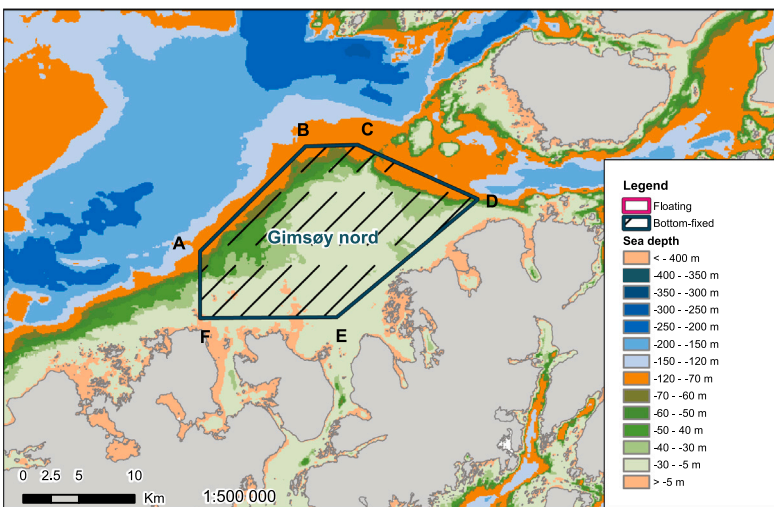 B
C
A
D
Gimsøy nord
F
E
0 2.5 5 10
Km
1:500 000
Legend
Floating
Bottom-fixed
Sea depth
< - 400 m
-400 - -350 m
-350 - -300 m
-300 - -250 m
-250 - -200 m
-200 - -150 m
-150 - -120 m
-120 - -70 m
-70 - -60 m
-60 - -50 m
-50 - 40 m
-40 - -30 m
-30 - -5 m
> -5 m